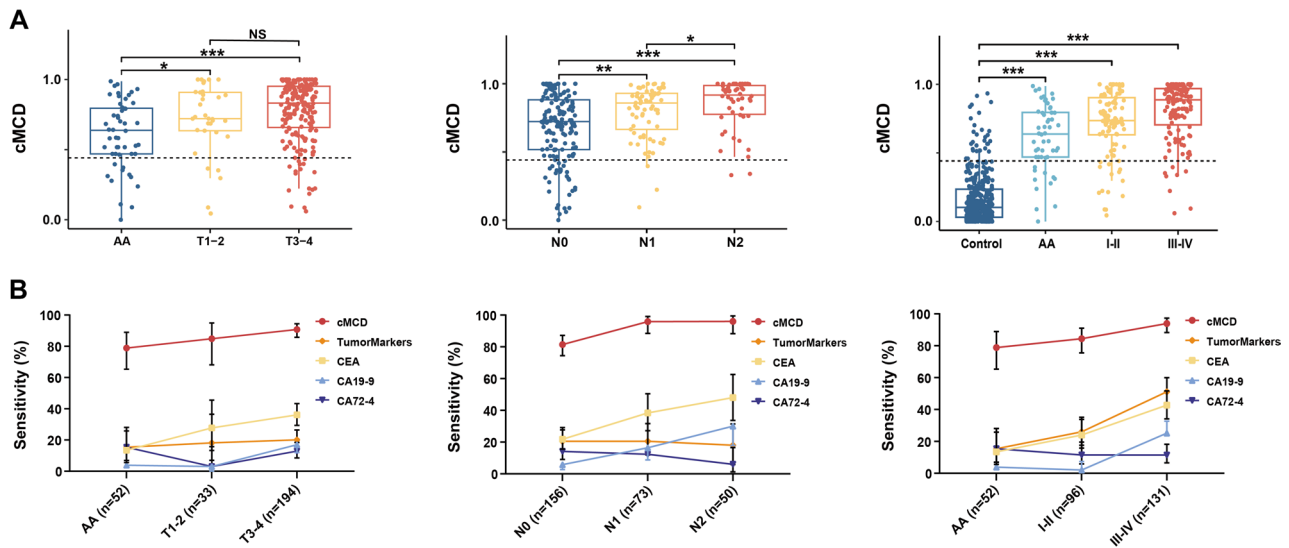 A
cMCD
1.0
0.0
NS
***
*
AA
T1-2
T3-4
cMCD
1.0
0.0
*
***
**
N0
N1
N2
cMCD
1.0
0.0
***
***
***
Control
AA
I-II
III-IV
B
Sensitivity (%)
100
80
60
40
20
0
cMCD
TumorMarkers
CEA
CA19-9
CA72-4
AA (n=52)
T1-2 (n=33)
T3-4 (n=194)
Sensitivity (%)
100
80
60
40
20
0
cMCD
TumorMarkers
CEA
CA19-9
CA72-4
N0 (n=156)
N1 (n=73)
N2 (n=50)
Sensitivity (%)
100
80
60
40
20
0
cMCD
TumorMarkers
CEA
CA19-9
CA72-4
AA (n=52)
I-II (n=96)
III-IV (n=131)